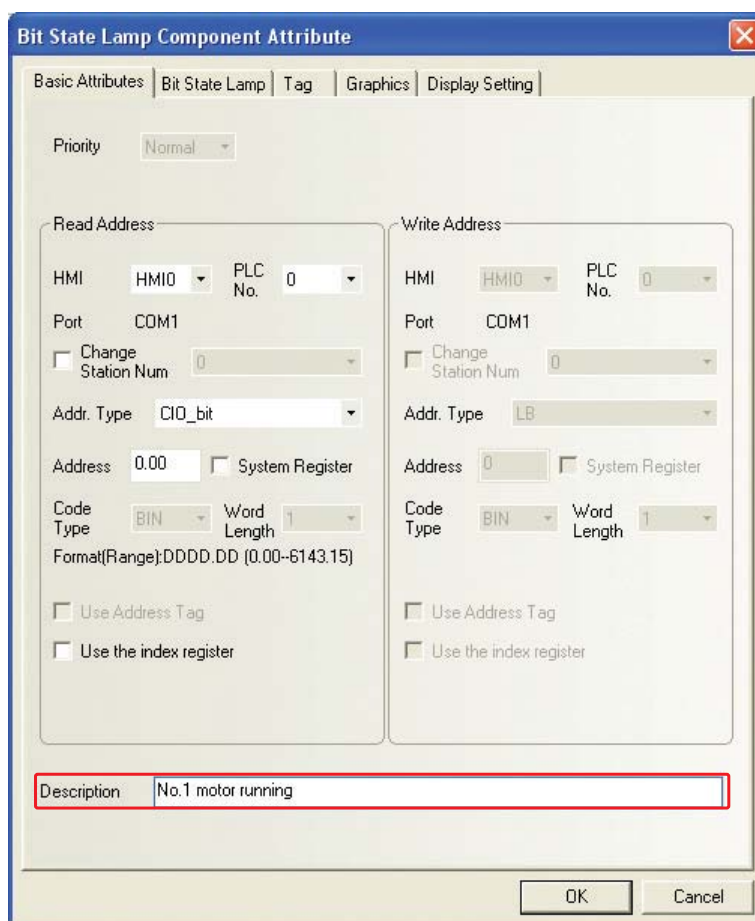 Bit State Lamp Component Attribute
Basic Attributes Bit State Lamp Tag Graphics Display Setting
Priority Normal
Read Address
HMI HMI0 PLC No. 0
Port COM1
Change Station Num 0
Addr. Type CIO_bit
Address 0.00 System Register
Code Type BIN Word Length 1
Format(Range):DDDD.DD (0.00--6143.15)
Use Address Tag
Use the index register
Write Address
HMI HMI0 PLC No. 0
Port COM1
Change Station Num 0
Addr. Type LB
Address 0 System Register
Code Type BIN Word Length 1
Use Address Tag
Use the index register
Description No.1 motor running
OK Cancel